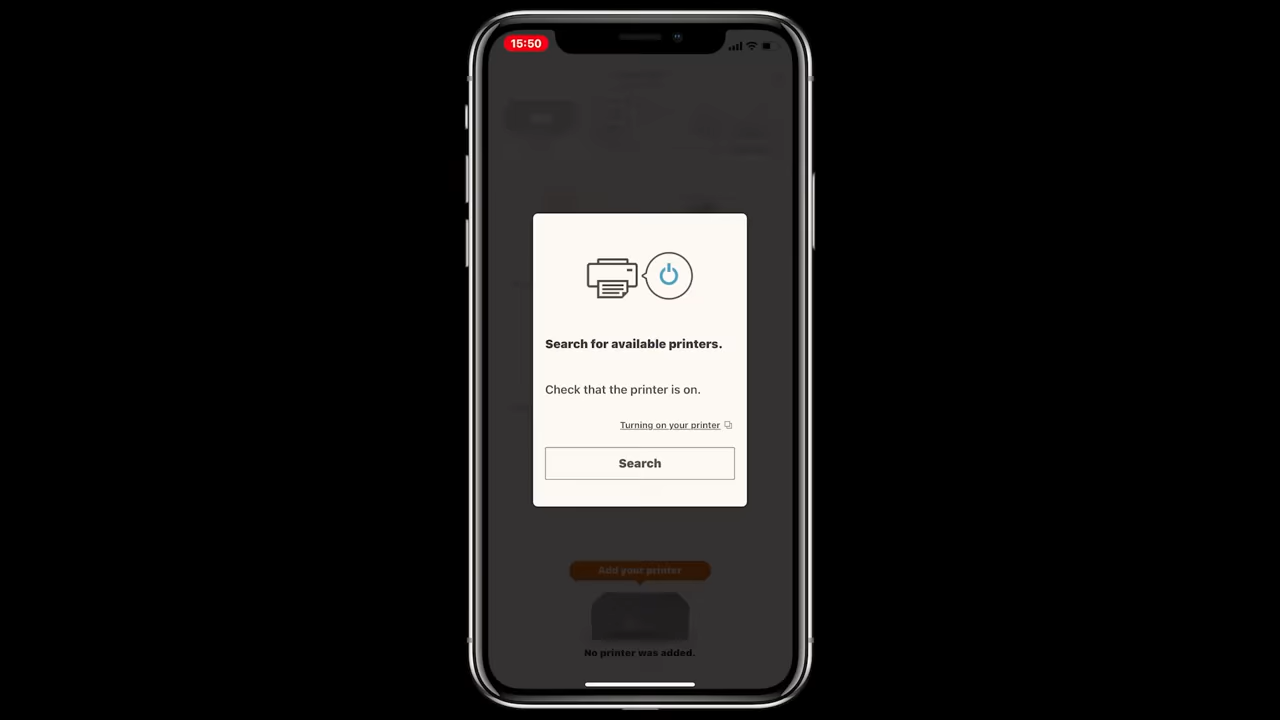 15:50
Search for available printers.
Check that the printer is on.
Turning on your printer
Search
Add your printer
No printer was added.